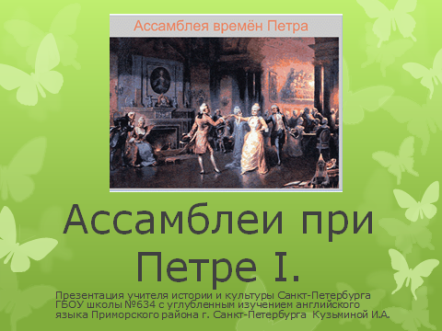 Ассамблея времён Петра
Ассамблеи при
Петре I.
Презентация учителя истории и культуры Санкт-Петербурга
ГБОУ школы №634 с углубленным изучением английского
языка Приморского района г. Санкт-Петербурга Кузьминой И.А.